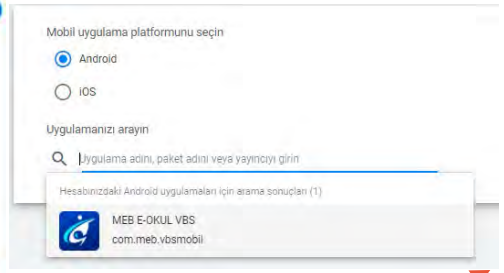 Mobil uygulama platformunu seçin
Android
iOS
Uygulamanızı arayın
Uygulama adını, paket adını veya yayıncıyı girin
Hesabınızdaki Android uygulamaları için arama sonuçları (1)
MEB E-OKUL VBS
com.meb.vbsmobil